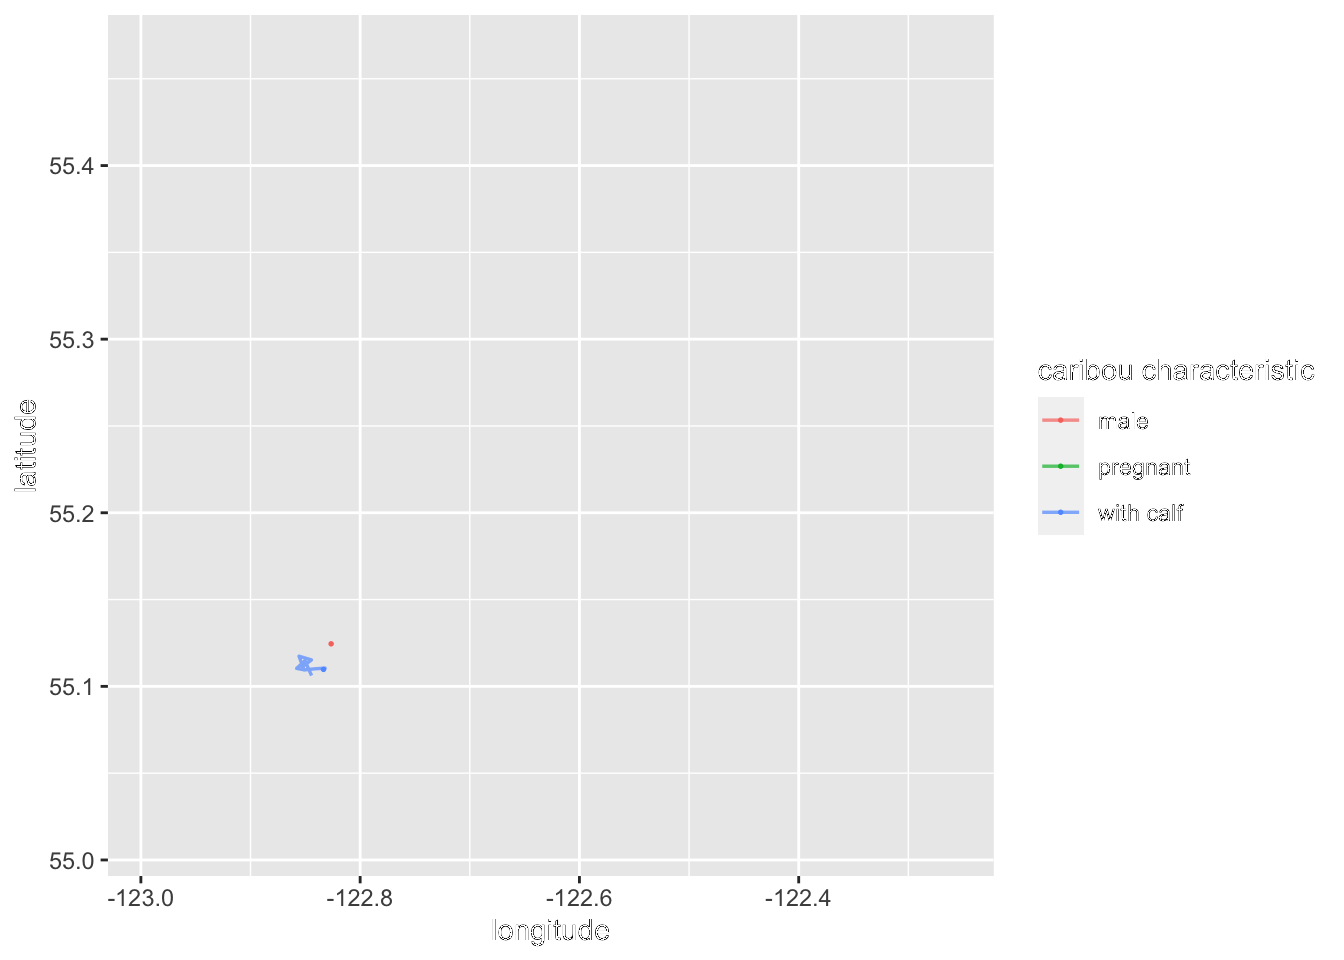 55.4
55.3
55.2
55.1
55.0
-123.0
-122.8
-122.6
-122.4
longitude
latitude
caribou characteristic
male
pregnant
with calf